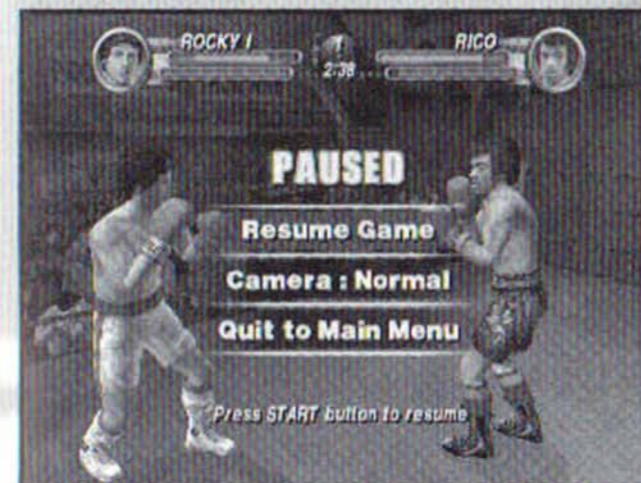 ROCKY I
RICO
1
2:38
PAUSED
Resume Game
Camera : Normal
Quit to Main Menu
Press START button to resume